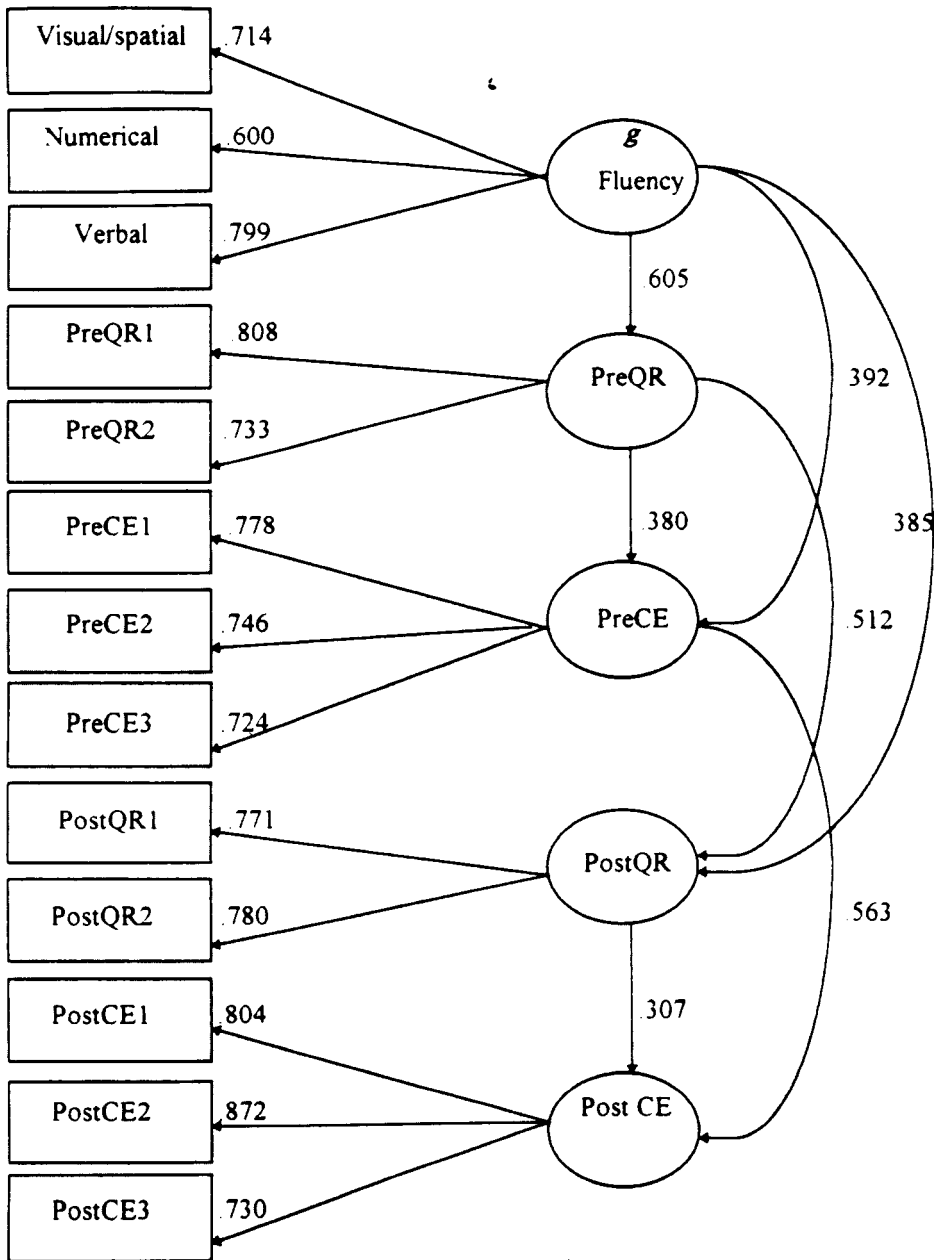 Visual/spatial
.714
Numerical
.600
g
Fluency
Verbal
.799
.605
PreQR1
.808
PreQR
392
PreQR2
.733
PreCE1
.778
.380
385
PreCE2
.746
PreCE
.512
PreCE3
.724
PostQR1
.771
PostQR
PostQR2
.780
.563
PostCE1
.804
.307
PostCE2
.872
Post CE
PostCE3
.730